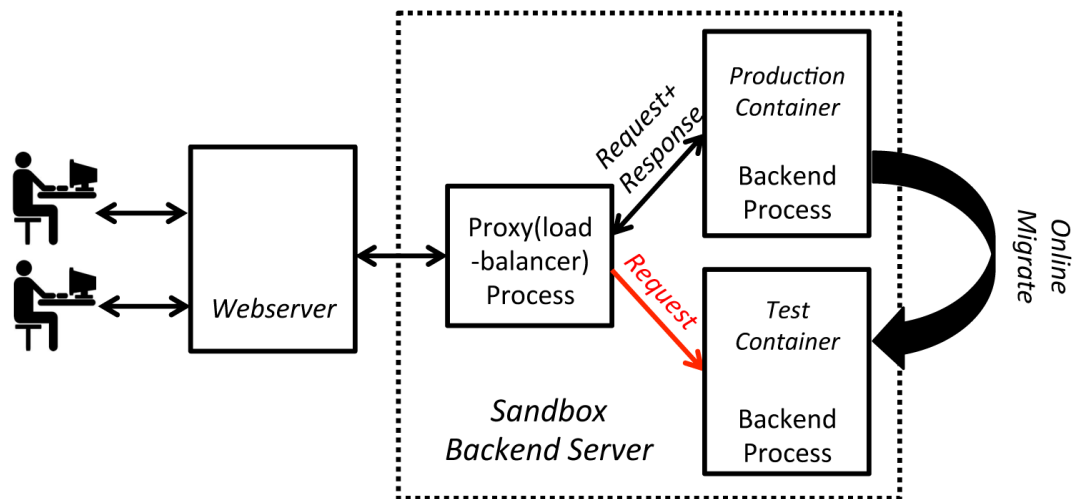 Webserver
Proxy(load
-balancer)
Process
Request+
Response
Request
Production
Container
Backend
Process
Test
Container
Backend
Process
Online
Migrate
Sandbox
Backend Server